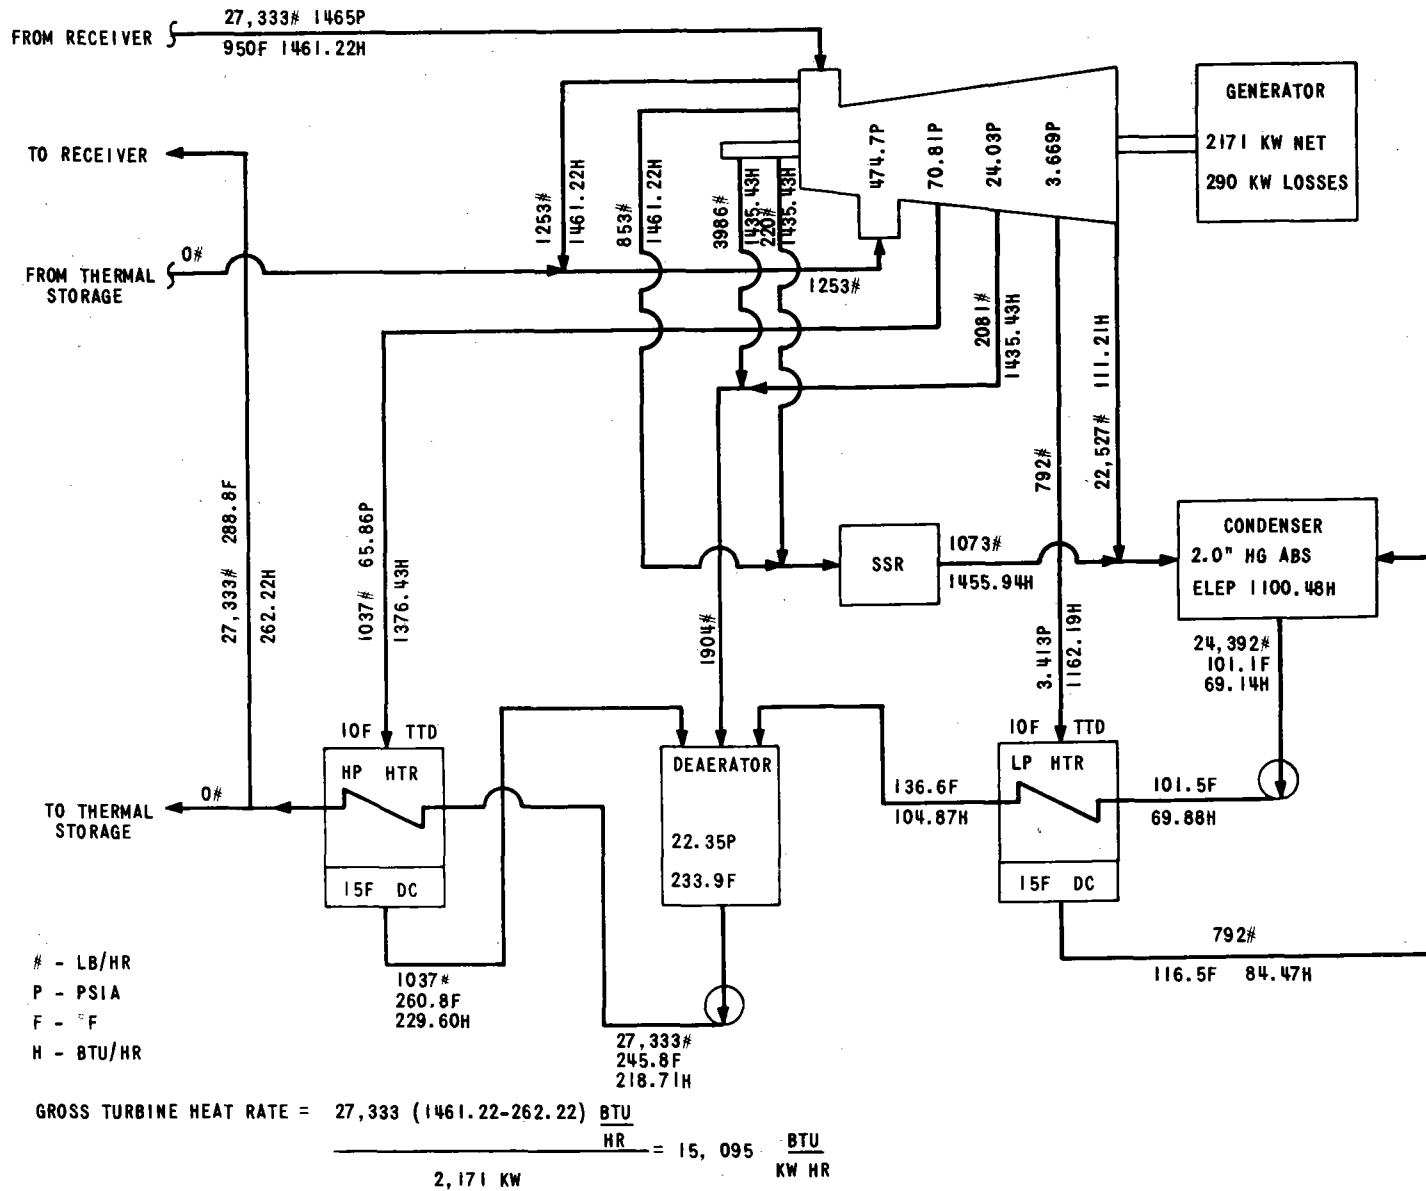 27,333# 1465P
FROM RECEIVER
950F 1461.22H
GENERATOR
2171 KW NET
290 KW LOSSES
TO RECEIVER
474.7P
70.81P
24.03P
3.669P
1253#
1461.22H
853#
1461.22H
3986#
1435.43H
220#
1435.43H
0#
FROM THERMAL
STORAGE
1253#
2081#
1435.43H
792#
22,527# 111.21H
27,333# 288.8F
262.22H
1037# 65.86P
1376.43H
1904#
SSR
1073#
1455.94H
CONDENSER
2.0" HG ABS
ELEP 1100.48H
3.413P
1162.19H
24,392#
101.1F
69.14H
10F TTD
HP HTR
15F DC
DEAERATOR
22.35P
233.9F
10F TTD
LP HTR
15F DC
136.6F
104.87H
101.5F
69.88H
0#
TO THERMAL
STORAGE
1037#
260.8F
229.60H
27,333#
245.8F
218.71H
792#
116.5F 84.47H
# - LB/HR
P - PSIA
F - °F
H - BTU/HR
GROSS TURBINE HEAT RATE = 27,333 (1461.22-262.22) BTU
HR
= 15, 095 BTU
KW HR
2,171 KW